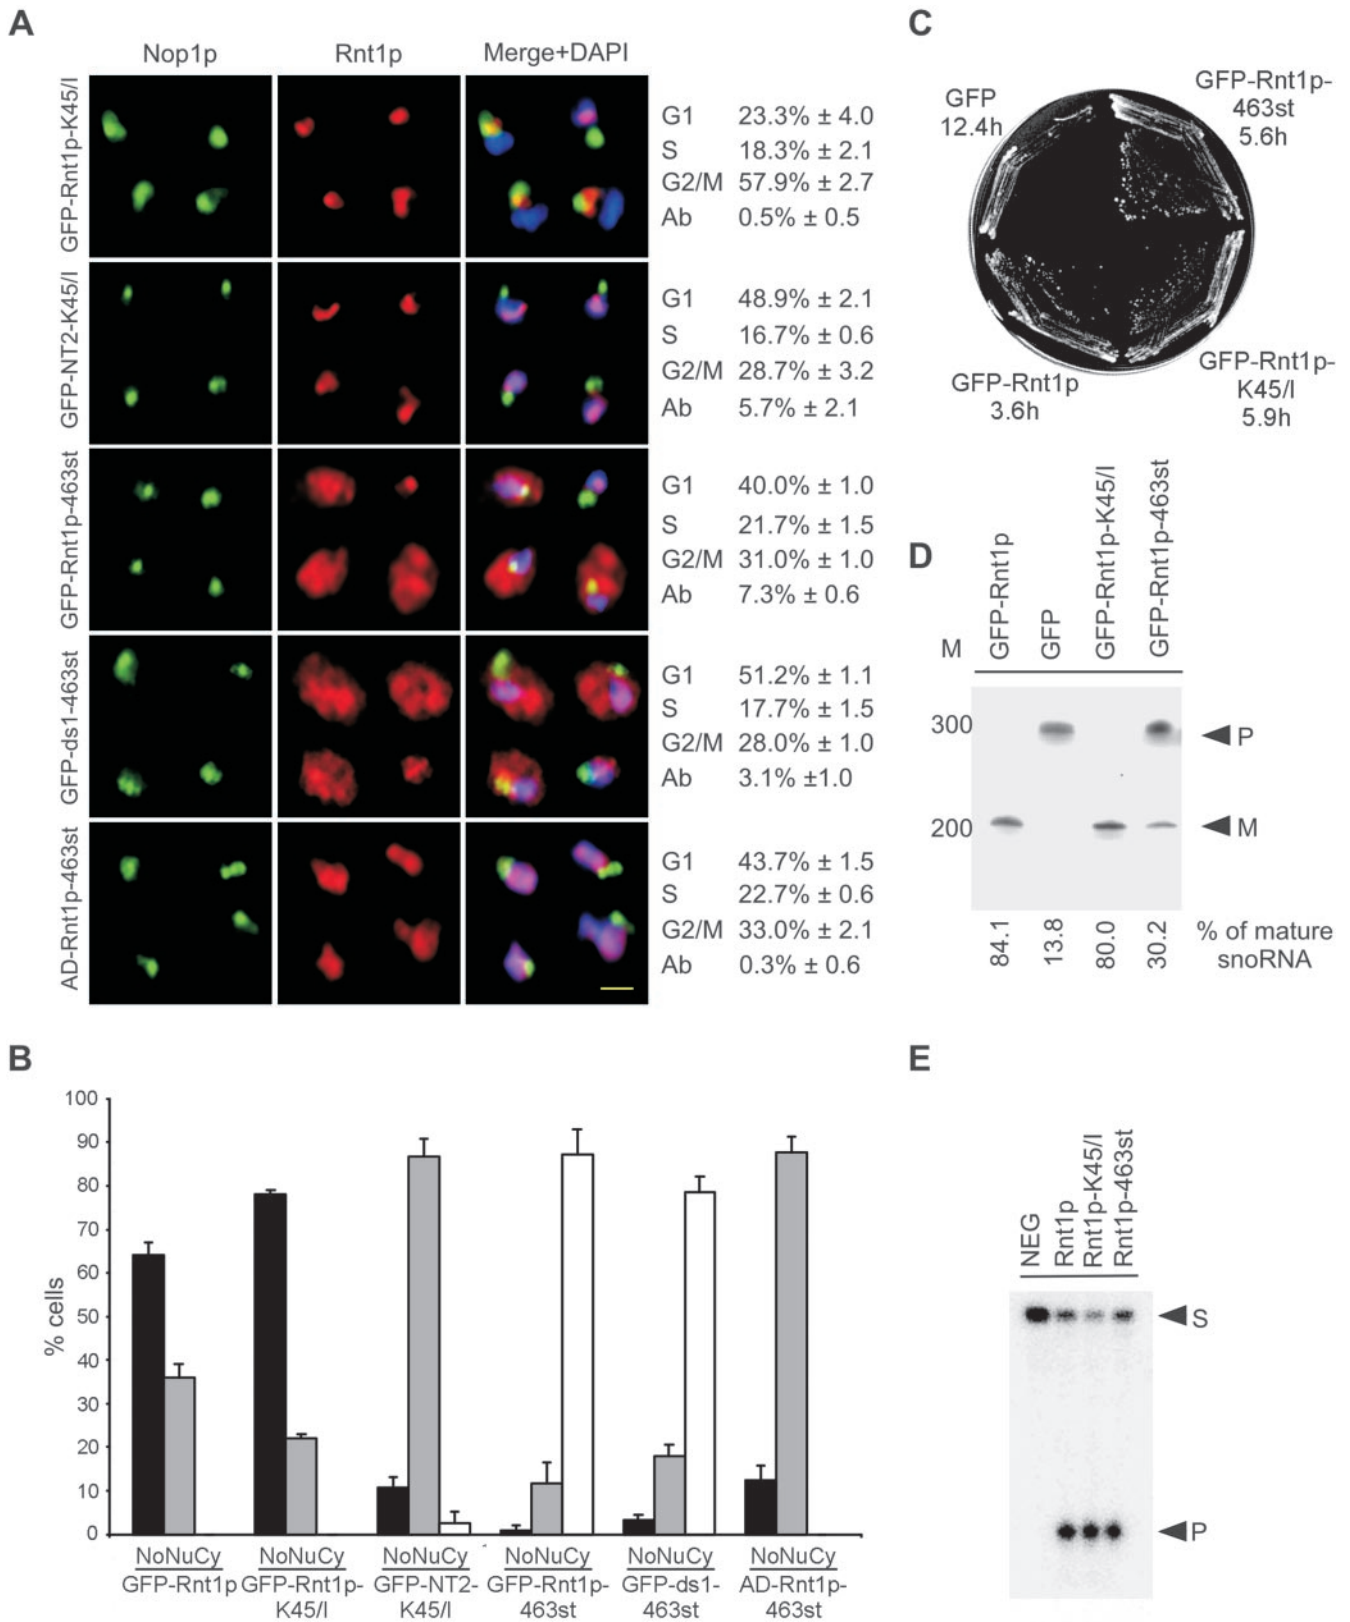 A
Nop1p Rnt1p Merge+DAPI
GFP-Rnt1p-K45/I
G1 23.3% ± 4.0
S 18.3% ± 2.1
G2/M 57.9% ± 2.7
Ab 0.5% ± 0.5
GFP-NT2-K45/I
G1 48.9% ± 2.1
S 16.7% ± 0.6
G2/M 28.7% ± 3.2
Ab 5.7% ± 2.1
GFP-Rnt1p-463st
G1 40.0% ± 1.0
S 21.7% ± 1.5
G2/M 31.0% ± 1.0
Ab 7.3% ± 0.6
GFP-ds1-463st
G1 51.2% ± 1.1
S 17.7% ± 1.5
G2/M 28.0% ± 1.0
Ab 3.1% ±1.0
AD-Rnt1p-463st
G1 43.7% ± 1.5
S 22.7% ± 0.6
G2/M 33.0% ± 2.1
Ab 0.3% ± 0.6
B
% cells
100
90
80
70
60
50
40
30
20
10
0
NoNuCy NoNuCy NoNuCy NoNuCy NoNuCy NoNuCy
GFP-Rnt1p GFP-Rnt1p- GFP-NT2- GFP-Rnt1p- GFP-ds1- AD-Rnt1p-
K45/I K45/I 463st 463st 463st
C
GFP
12.4h
GFP-Rnt1p-
463st
5.6h
GFP-Rnt1p
3.6h
GFP-Rnt1p-
K45/I
5.9h
D
M GFP-Rnt1p GFP GFP-Rnt1p-K45/I GFP-Rnt1p-463st
300 P
200 M
84.1 13.8 80.0 30.2 % of mature
snoRNA
E
NEG Rnt1p Rnt1p-K45/I Rnt1p-463st
S
P